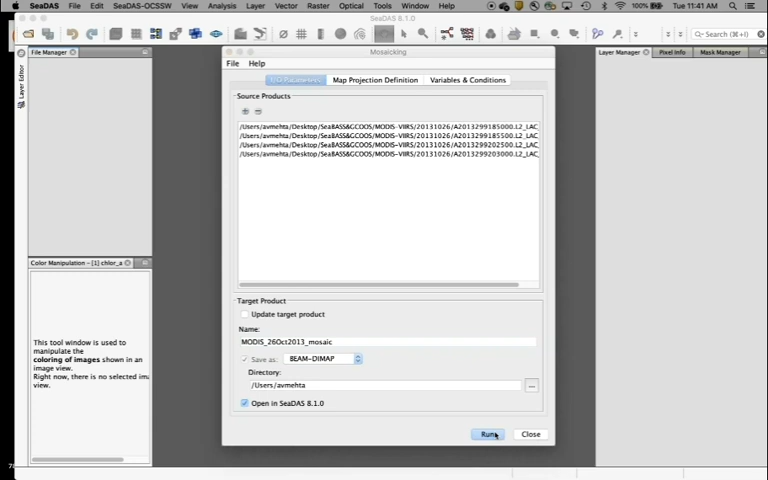 SeaDAS File Edit SeaDAS-OCSSW View Analysis Layer Vector Raster Optical Tools Window Help 100% Tue 11:41 AM
SeaDAS 8.1.0
Search (⌘+I)
File Manager
Layer Manager Pixel Info Mask Manager
Layer Editor
Mosaicking
File Help
I/O Parameters Map Projection Definition Variables & Conditions
Source Products
/Users/avmehta/Desktop/SeaBASS&GCOOS/MODIS-VIIRS/20131026/A2013299185000.L2_LAC_
/Users/avmehta/Desktop/SeaBASS&GCOOS/MODIS-VIIRS/20131026/A2013299185500.L2_LAC_
/Users/avmehta/Desktop/SeaBASS&GCOOS/MODIS-VIIRS/20131026/A2013299202500.L2_LAC_
/Users/avmehta/Desktop/SeaBASS&GCOOS/MODIS-VIIRS/20131026/A2013299203000.L2_LAC_
Color Manipulation - [1] chlor_a
This tool window is used to
manipulate the
coloring of images shown in an
image view.
Right now, there is no selected ima
view.
Target Product
Update target product
Name:
MODIS_26Oct2013_mosaic
Save as: BEAM-DIMAP
Directory:
/Users/avmehta
...
Open in SeaDAS 8.1.0
Run Close